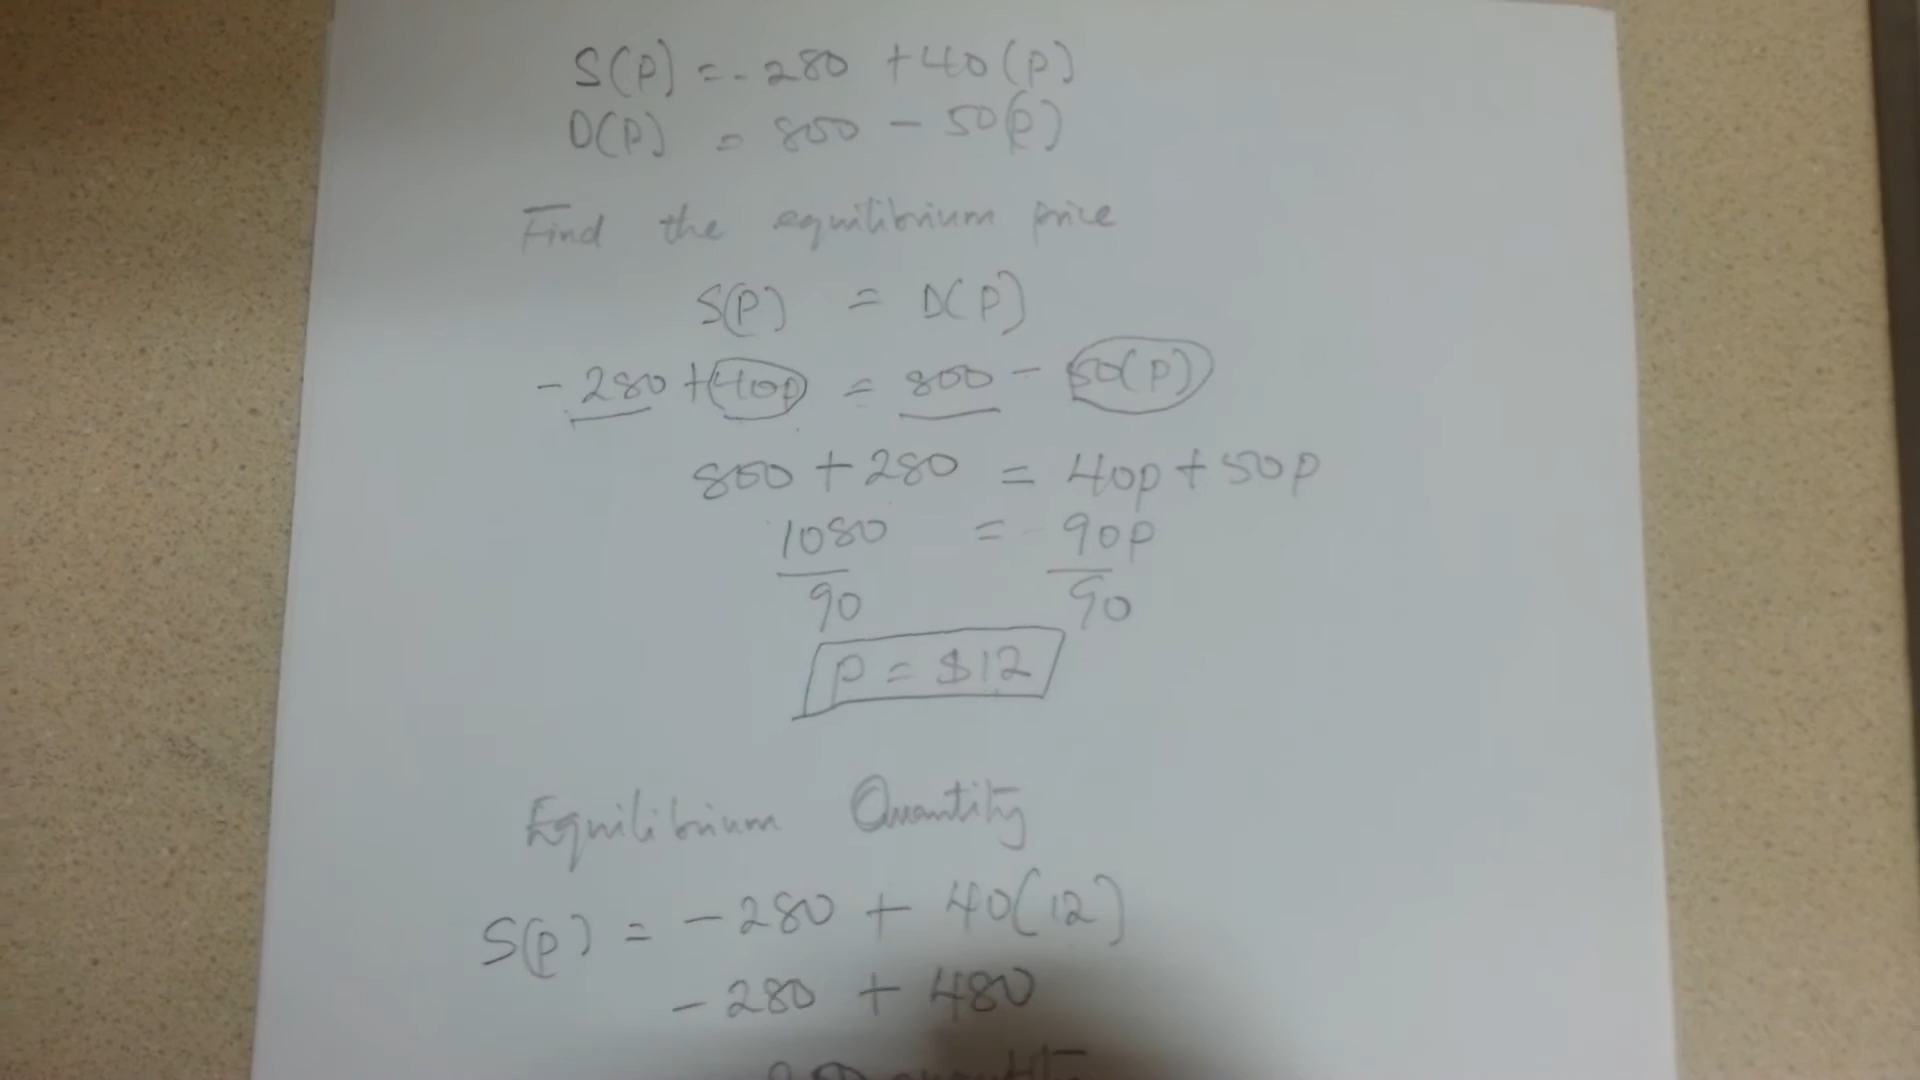 S(P) = -280 + 40(P)
D(P) = 800 - 50(P)
Find the equilibrium price
S(P) = D(P)
-280 + 40p = 800 - 50(P)
800 + 280 = 40p + 50p
1080 = 90p
90 90
P = $12
Equilibrium Quantity
S(p) = -280 + 40(12)
-280 + 480